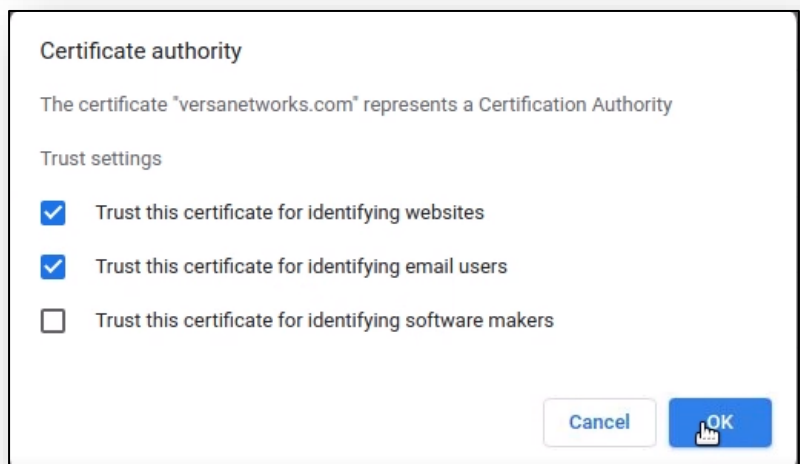 Certificate authority
The certificate "versanetworks.com" represents a Certification Authority
Trust settings
Trust this certificate for identifying websites
Trust this certificate for identifying email users
Trust this certificate for identifying software makers
Cancel OK